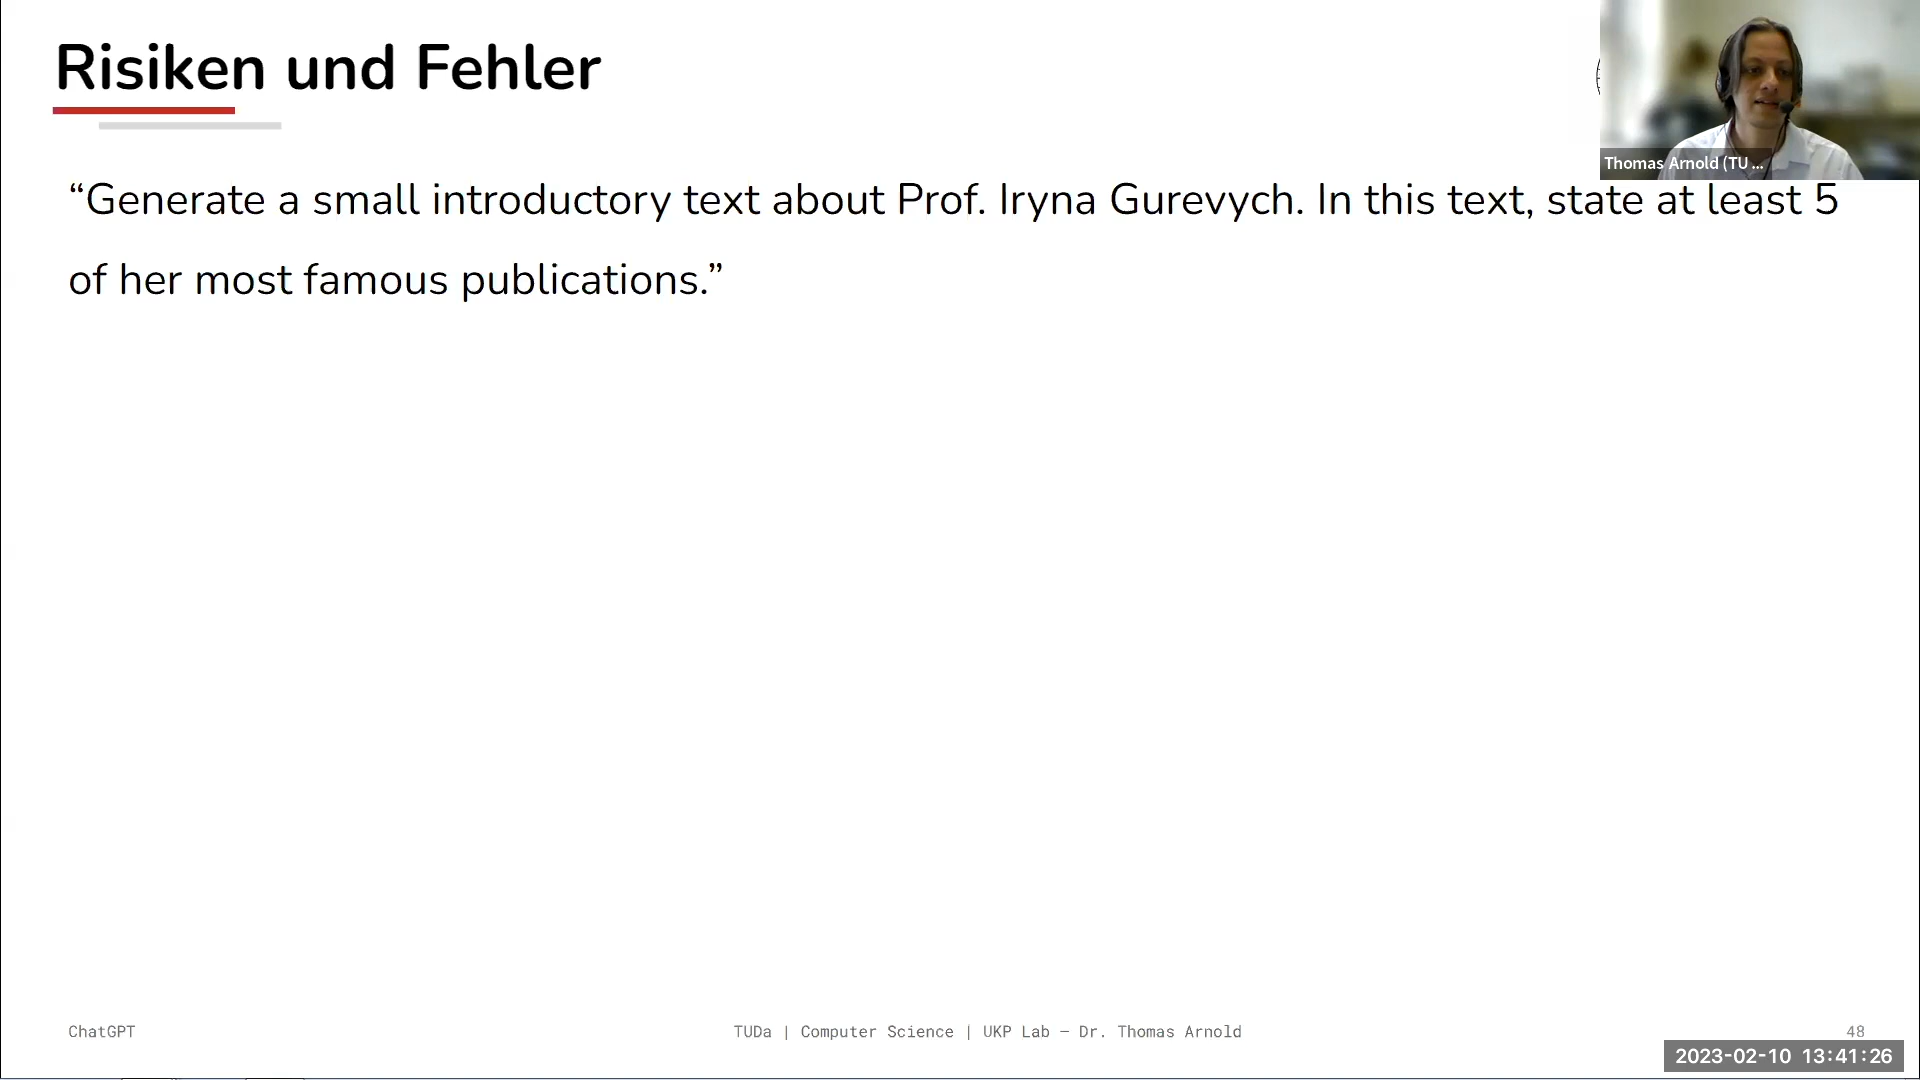 Risiken und Fehler
Thomas Arnold (TU ...
“Generate a small introductory text about Prof. Iryna Gurevych. In this text, state at least 5
of her most famous publications.”
ChatGPT
TUDa | Computer Science | UKP Lab – Dr. Thomas Arnold
48
2023-02-10 13:41:26